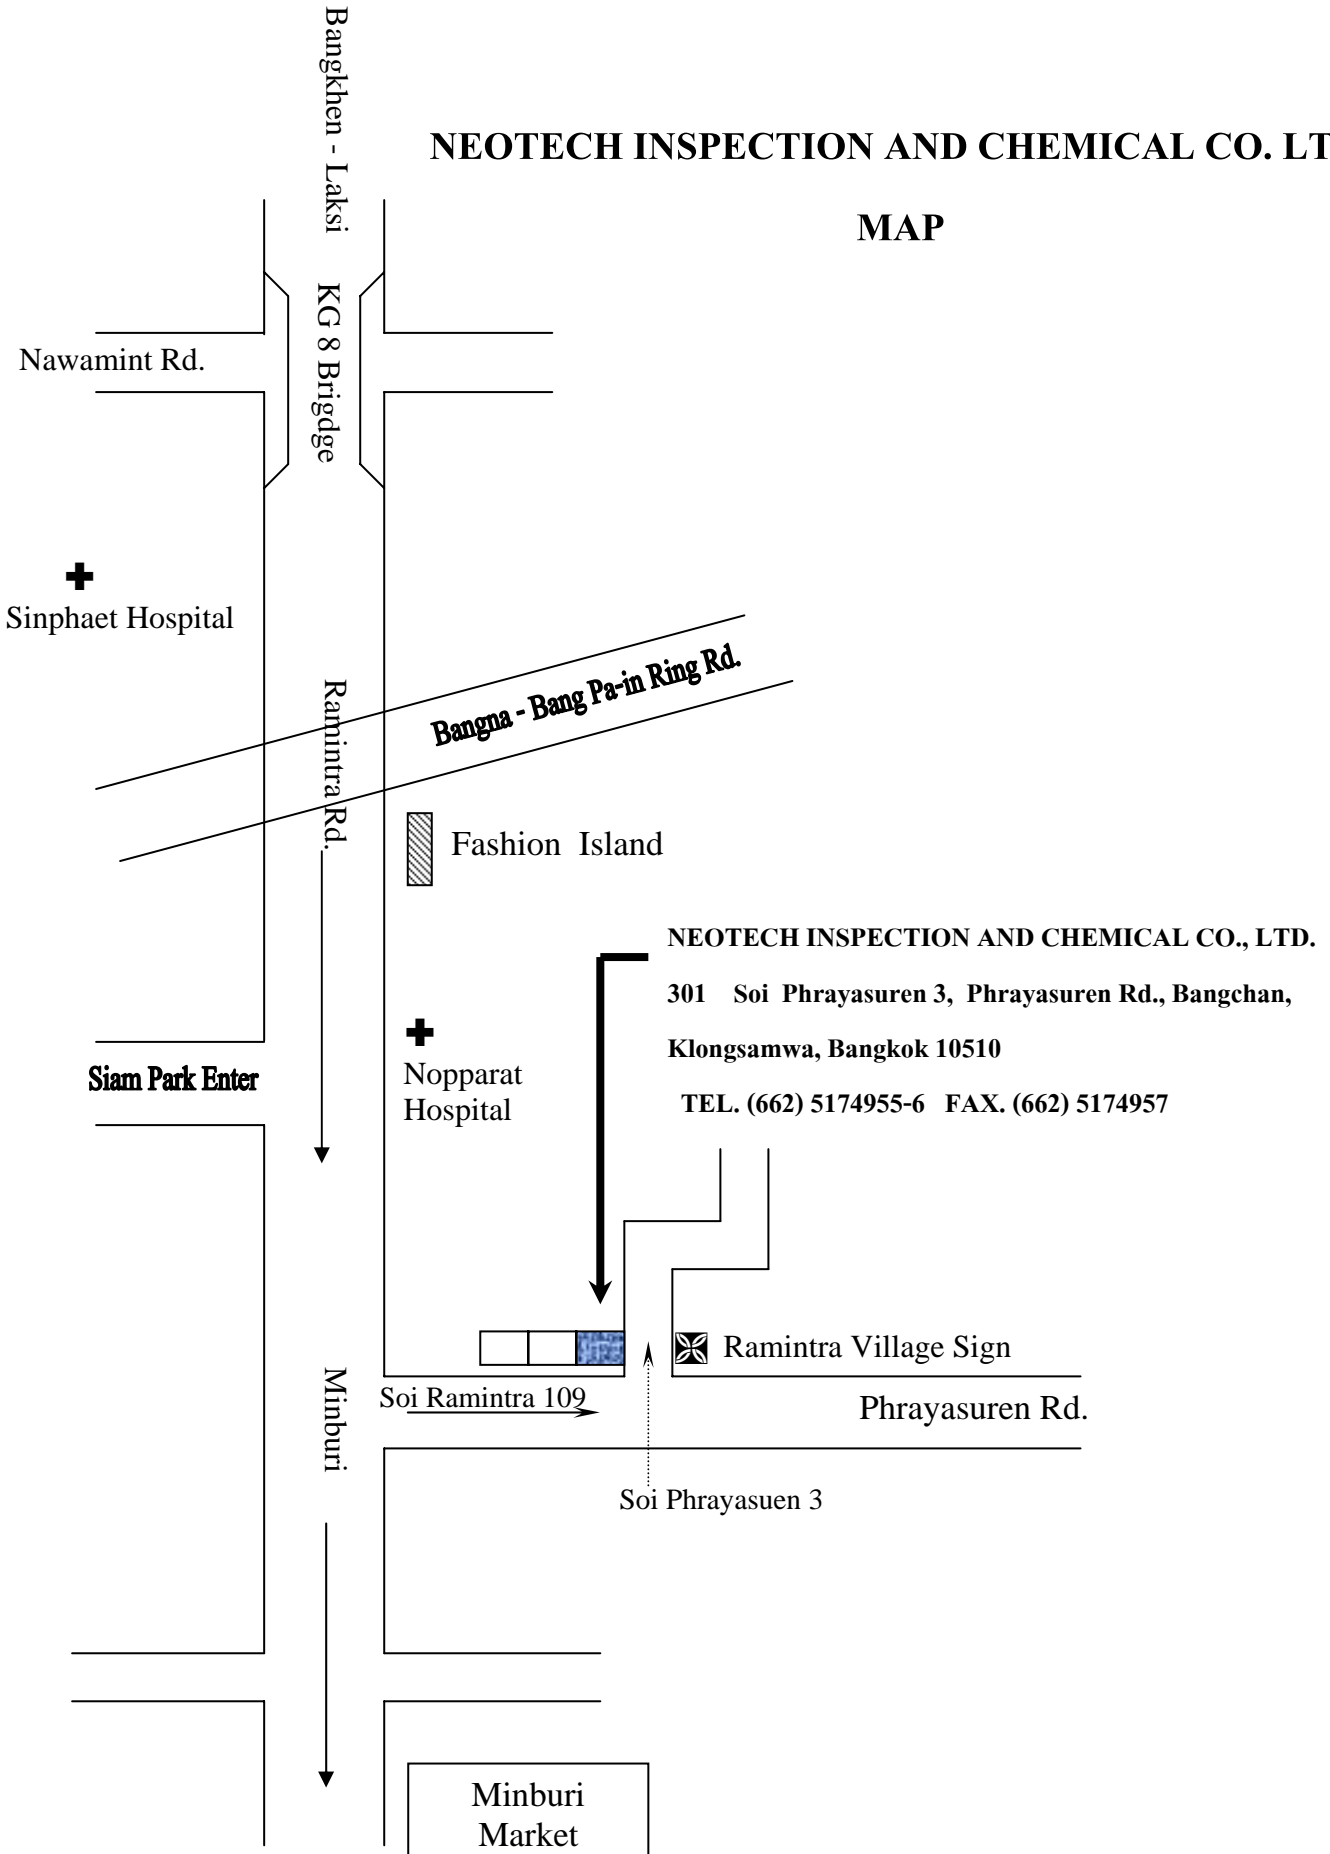 Bangkhen - Laksi
NEOTECH INSPECTION AND CHEMICAL CO. LT
MAP
KG 8 Brigdge
Nawamint Rd.
Sinphaet Hospital
Bangna - Bang Pa-in Ring Rd.
Ramintra Rd.
Fashion Island
NEOTECH INSPECTION AND CHEMICAL CO., LTD.
301 Soi Phrayasuren 3, Phrayasuren Rd., Bangchan,
Klongsamwa, Bangkok 10510
TEL. (662) 5174955-6 FAX. (662) 5174957
Siam Park Enter
Nopparat
Hospital
Ramintra Village Sign
Minburi
Soi Ramintra 109
Phrayasuren Rd.
Soi Phrayasuen 3
Minburi
Market